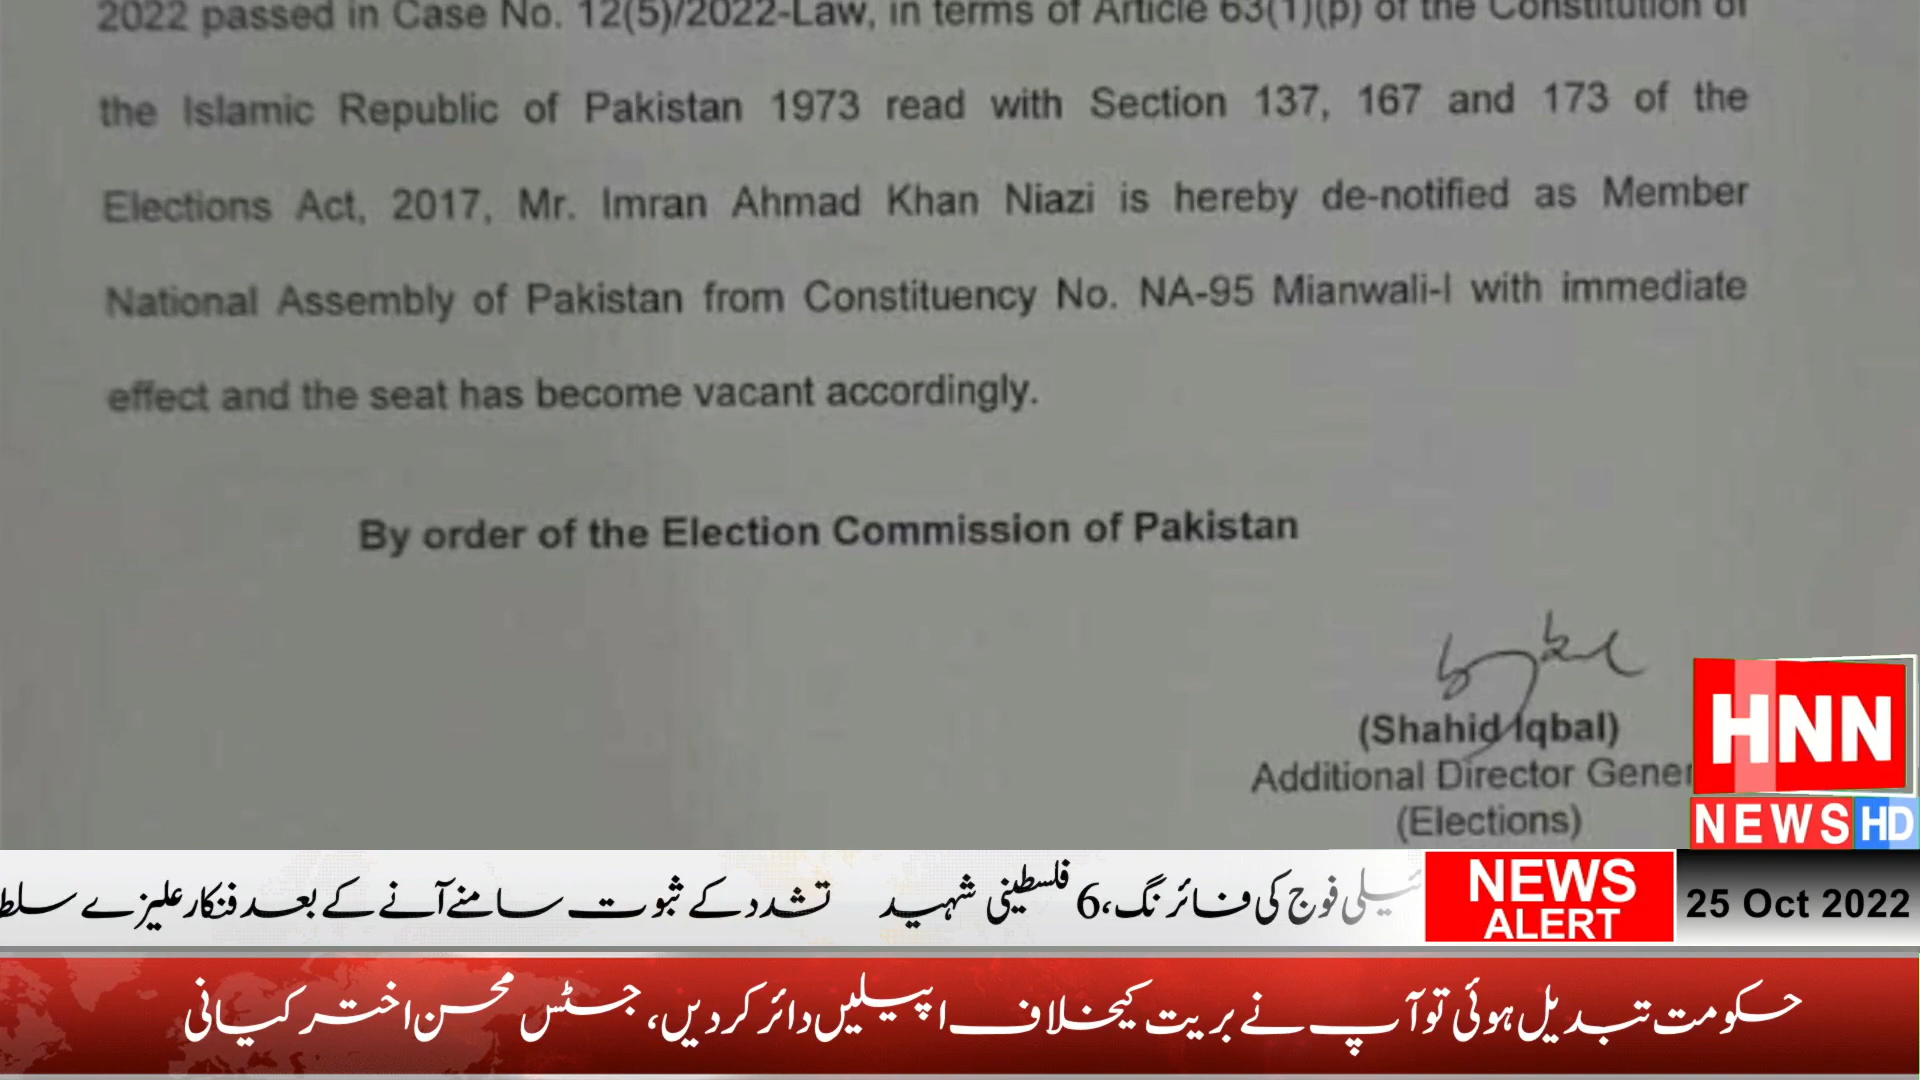 2022 passed in Case No. 12(5)/2022-Law, in terms of Article 63(1)(p) of the Constitution of
the Islamic Republic of Pakistan 1973 read with Section 137, 167 and 173 of the
Elections Act, 2017, Mr. Imran Ahmad Khan Niazi is hereby de-notified as Member
National Assembly of Pakistan from Constituency No. NA-95 Mianwali-I with immediate
effect and the seat has become vacant accordingly.
By order of the Election Commission of Pakistan
(Shahid Iqbal)
Additional Director Gener
(Elections)
HNN
NEWS HD
ئیلی فوج کی فائرنگ، 6 فلسطینی شہید تشدد کے ثبوت سامنے آنے کے بعد فنکار علیزے سلط
NEWS ALERT
25 Oct 2022
حکومت تبدیل ہوئی تو آپ نے بریت کیخلاف اپیلیں دائر کردیں، جسٹس محسن اختر کیانی